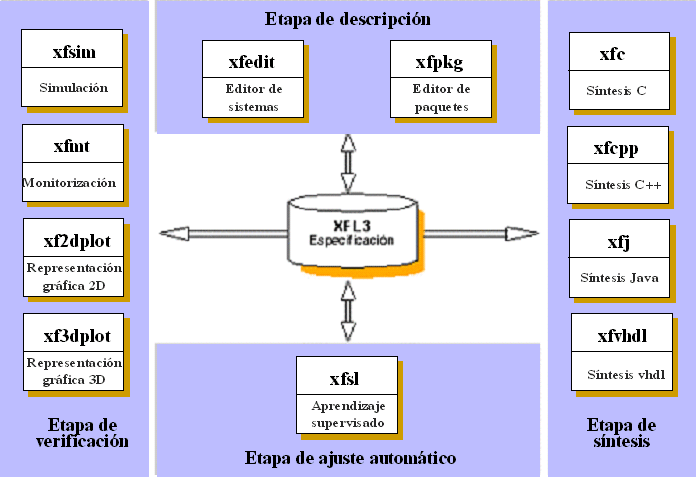 xfsim
Simulación
xfmt
Monitorización
xf2dplot
Representación
gráfica 2D
xf3dplot
Representación
gráfica 3D
Etapa de
verificación
Etapa de descripción
xfedit
Editor de
sistemas
xfpkg
Editor de
paquetes
XFL3
Especificación
xfsl
Aprendizaje
supervisado
Etapa de ajuste automático
xfc
Síntesis C
xfcpp
Síntesis C++
xfj
Síntesis Java
xfvhdl
Síntesis vhdl
Etapa de
síntesis